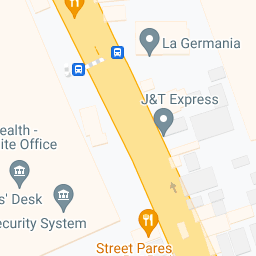 La Germania
J&T Express
ealth -
ite Office
s' Desk
ecurity System
Street Pares